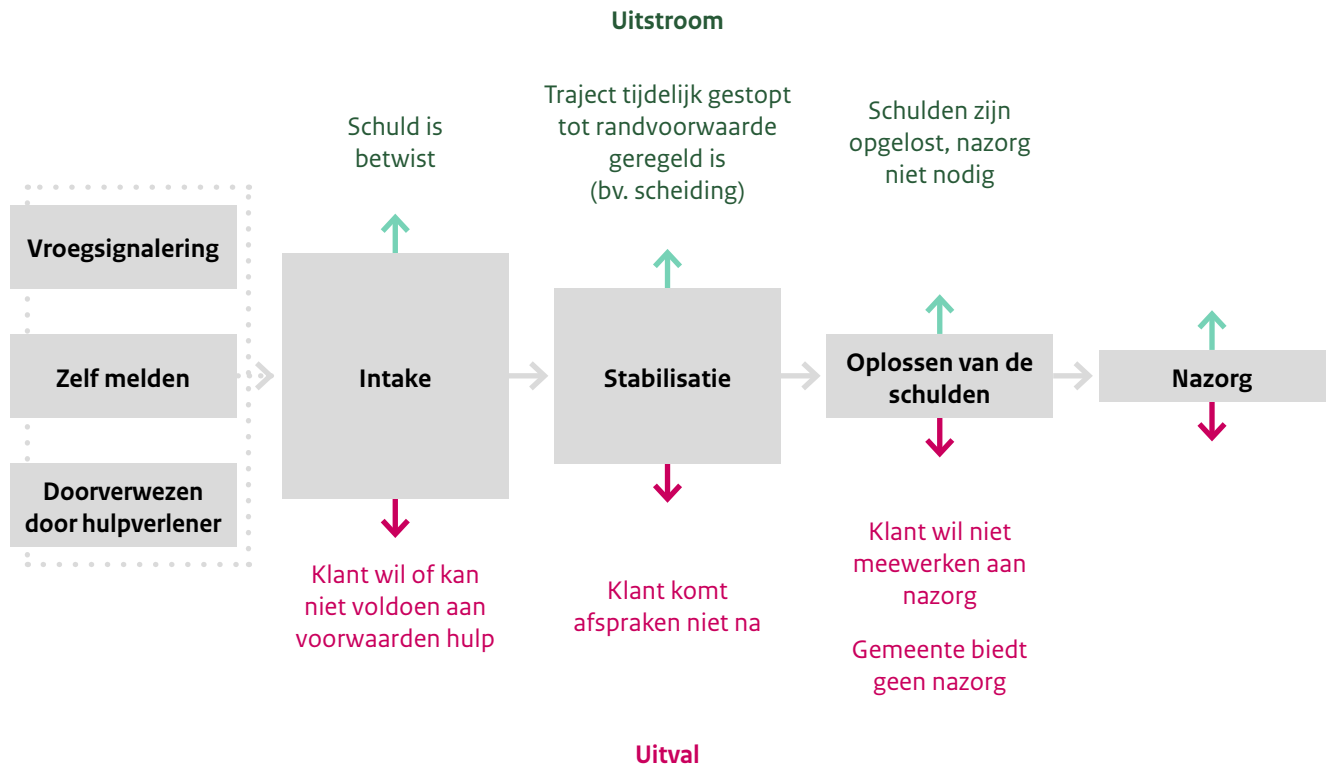 Uitstroom
Schuld is
betwist
Traject tijdelijk gestopt
tot randvoorwaarde
geregeld is
(bv. scheiding)
Schulden zijn
opgelost, nazorg
niet nodig
Vroegsignalering
Zelf melden
Doorverwezen
door hulpverlener
Intake
Stabilisatie
Oplossen van de
schulden
Nazorg
Klant wil of kan
niet voldoen aan
voorwaarden hulp
Klant komt
afspraken niet na
Klant wil niet
meewerken aan
nazorg
Gemeente biedt
geen nazorg
Uitval